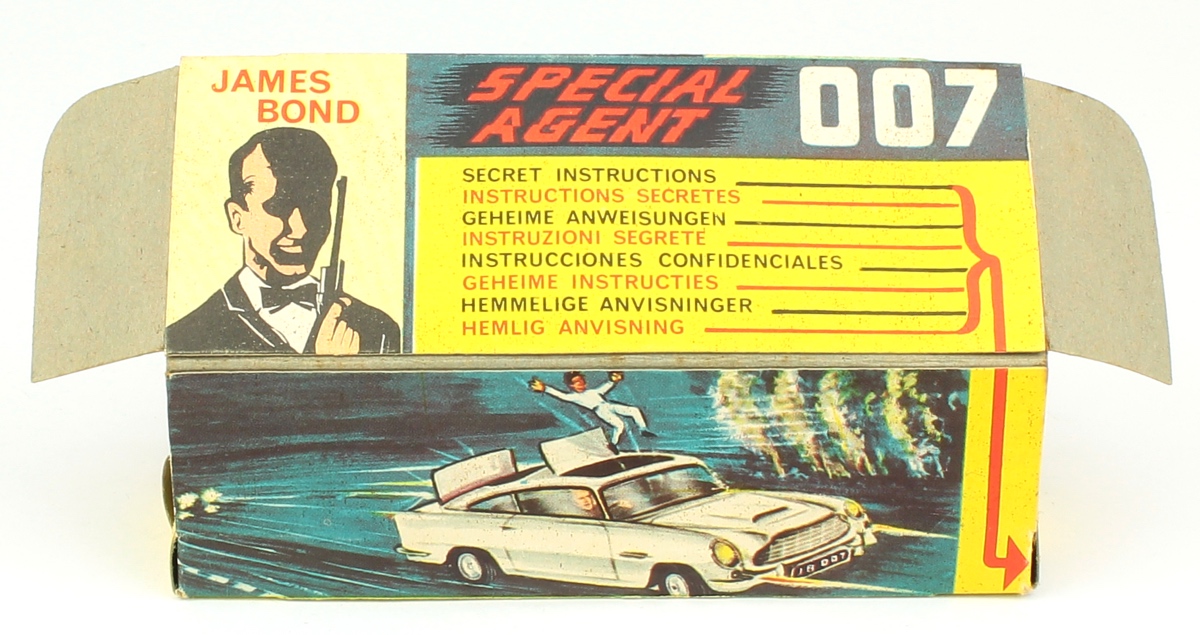 JAMES
BOND
SPECIAL
AGENT
007
SECRET INSTRUCTIONS
INSTRUCTIONS SECRETES
GEHEIME ANWEISUNGEN
INSTRUZIONI SEGRETE
INSTRUCCIONES CONFIDENCIALES
GEHEIME INSTRUCTIES
HEMMELIGE ANVISNINGER
HEMLIG ANVISNING
JB 007